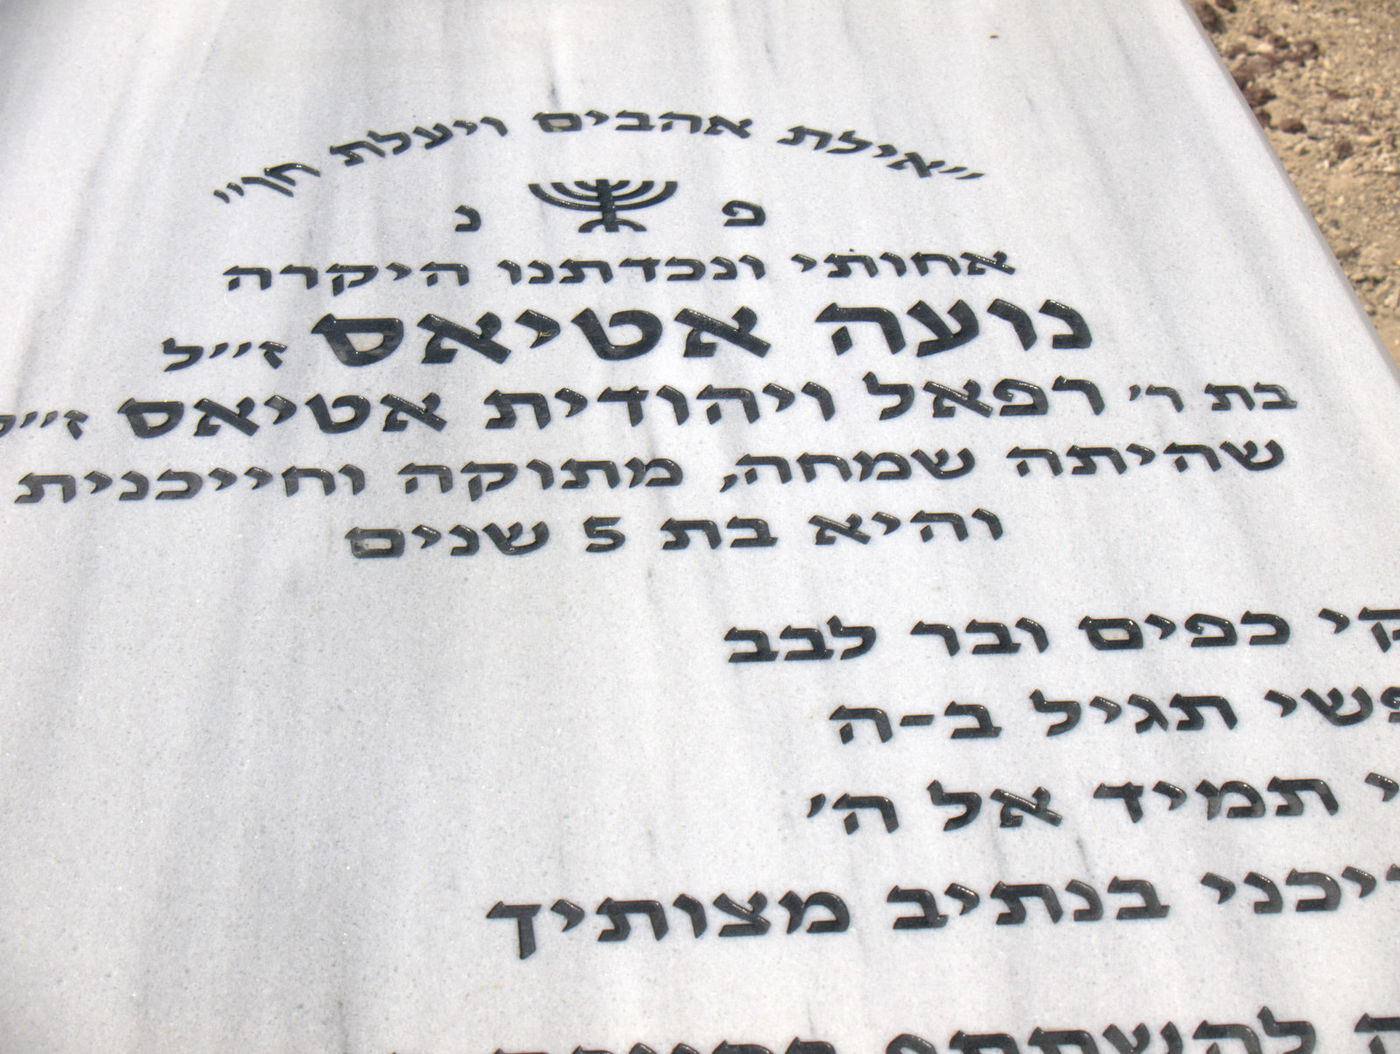 "אילת אהבים ויעלת חן"
פ נ
אחותי ונכדתנו היקרה
נועה אטיאס ז"ל
בת ר' רפאל ויהודית אטיאס ז"ל
שהיתה שמחה, מתוקה וחייכנית
והיא בת 5 שנים
כפים ובר לבב
תגיל ב-ה
תמיד אל ה'
בנתיב מצותיך